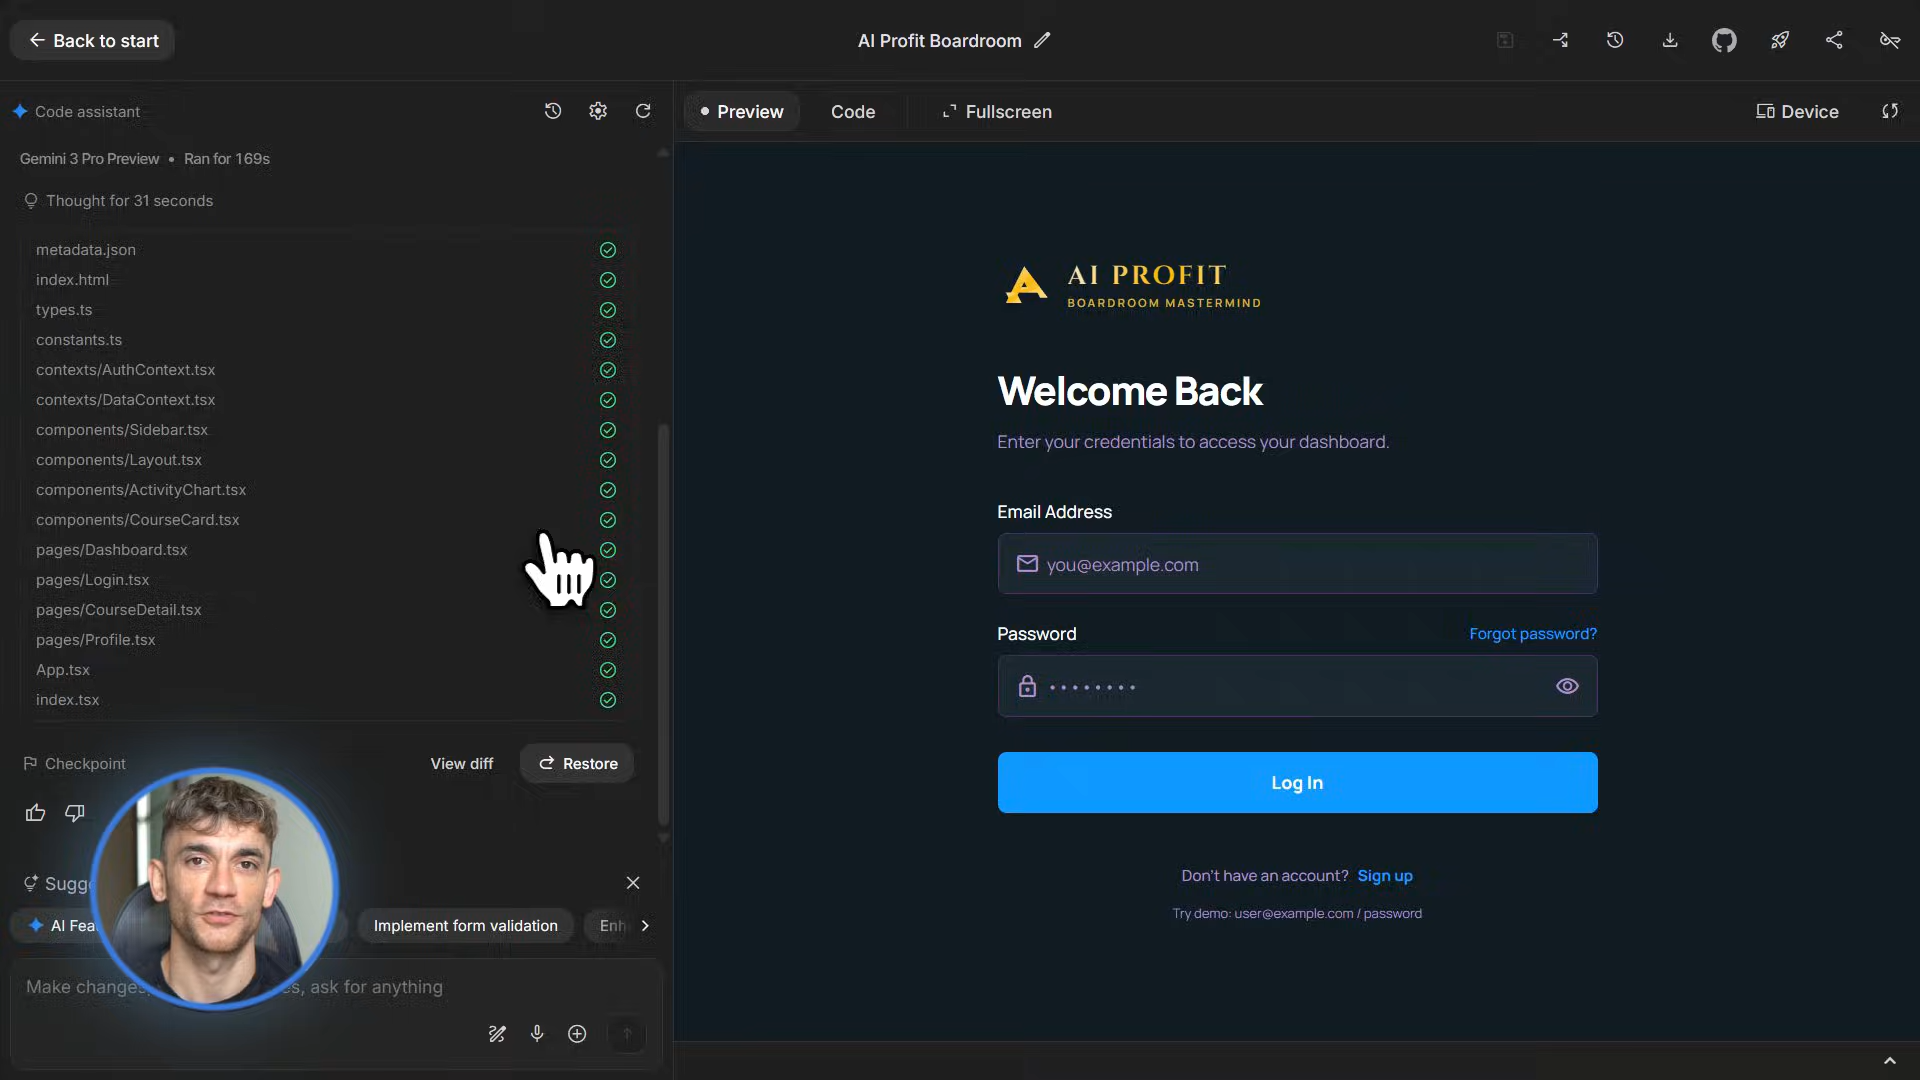 Back to start
AI Profit Boardroom
Code assistant
Gemini 3 Pro Preview • Ran for 169s
Thought for 31 seconds
metadata.json
index.html
types.ts
constants.ts
contexts/AuthContext.tsx
contexts/DataContext.tsx
components/Sidebar.tsx
components/Layout.tsx
components/ActivityChart.tsx
components/CourseCard.tsx
pages/Dashboard.tsx
pages/Login.tsx
pages/CourseDetail.tsx
pages/Profile.tsx
App.tsx
index.tsx
Checkpoint
View diff
Restore
AI
Implement form validation
Make changes, ask for anything
Preview
Code
Fullscreen
Device
AI PROFIT
BOARDROOM MASTERMIND
Welcome Back
Enter your credentials to access your dashboard.
Email Address
you@example.com
Password
Forgot password?
Log In
Don't have an account? Sign up
Try demo: user@example.com / password